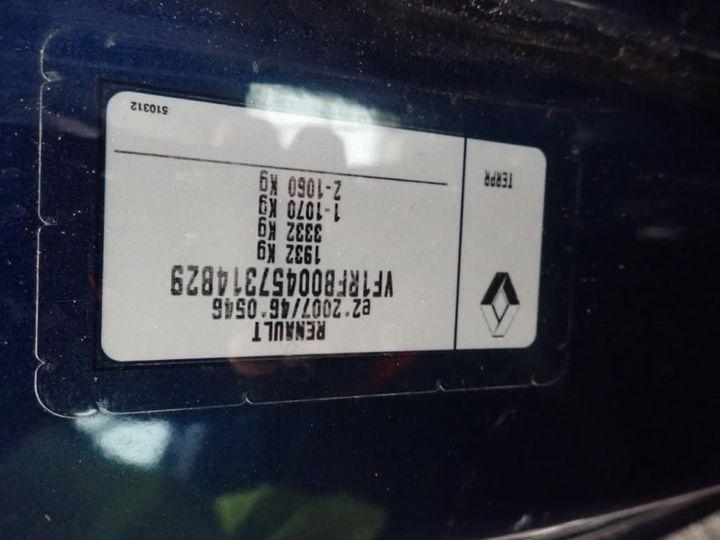 RENAULT
e2*2007/46*0546
VF1RFB00457314829
1932 Kg
3332 Kg
1-1070 Kg
2-1060 Kg
TERPR
510312